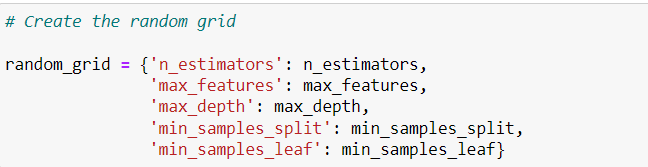 # Create the random grid
random_grid = {'n_estimators': n_estimators,
'max_features': max_features,
'max_depth': max_depth,
'min_samples_split': min_samples_split,
'min_samples_leaf': min_samples_leaf}